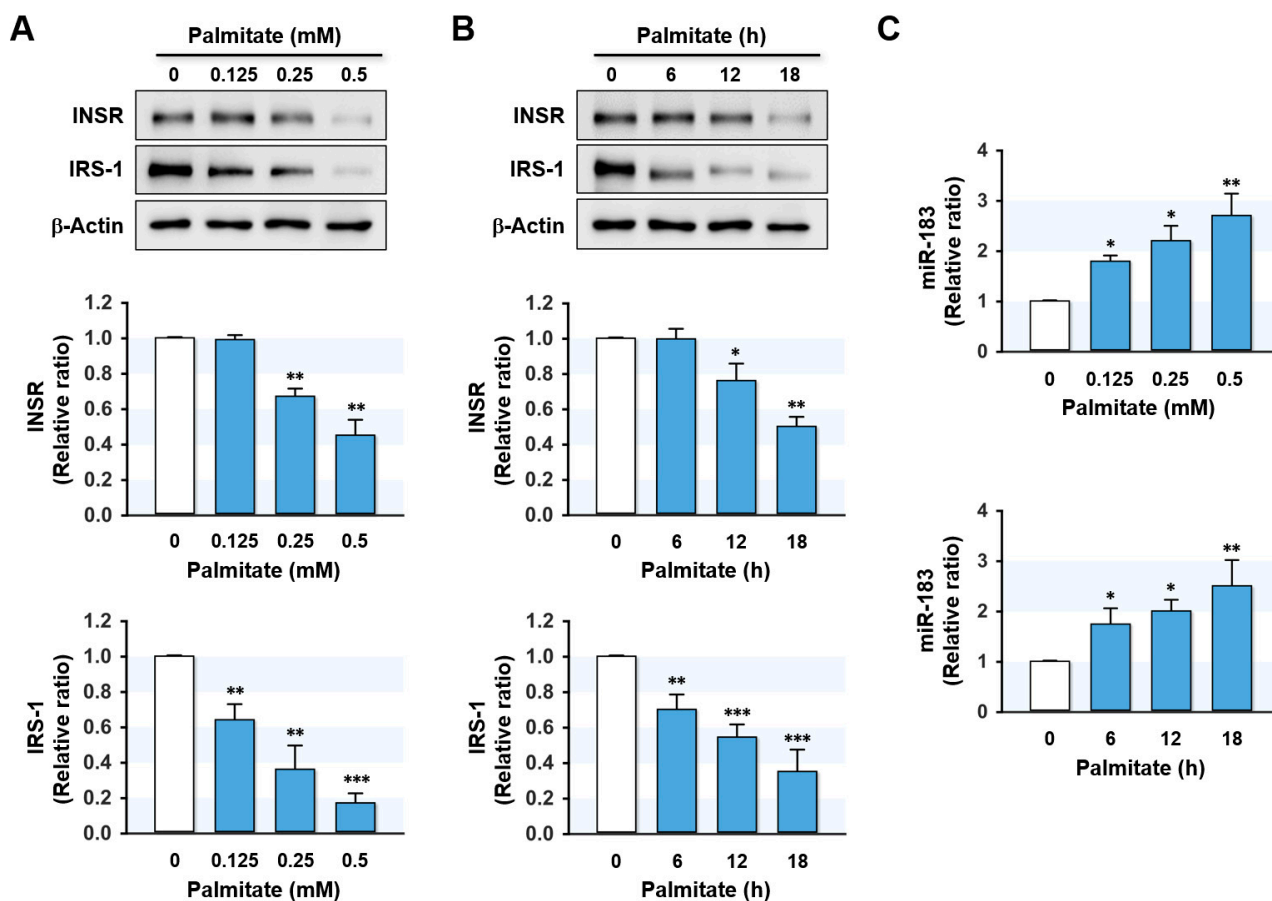 A
Palmitate (mM)
0 0.125 0.25 0.5
INSR
IRS-1
β-Actin
INSR
(Relative ratio)
1.2
1.0
0.8
0.6
0.4
0.2
0.0
** **
0 0.125 0.25 0.5
Palmitate (mM)
IRS-1
(Relative ratio)
1.2
1.0
0.8
0.6
0.4
0.2
0.0
** ** ***
0 0.125 0.25 0.5
Palmitate (mM)
B
Palmitate (h)
0 6 12 18
INSR
IRS-1
β-Actin
INSR
(Relative ratio)
1.2
1.0
0.8
0.6
0.4
0.2
0.0
* **
0 6 12 18
Palmitate (h)
IRS-1
(Relative ratio)
1.2
1.0
0.8
0.6
0.4
0.2
0.0
** *** ***
0 6 12 18
Palmitate (h)
C
miR-183
(Relative ratio)
4
3
2
1
0
* * **
0 0.125 0.25 0.5
Palmitate (mM)
miR-183
(Relative ratio)
4
3
2
1
0
* * **
0 6 12 18
Palmitate (h)